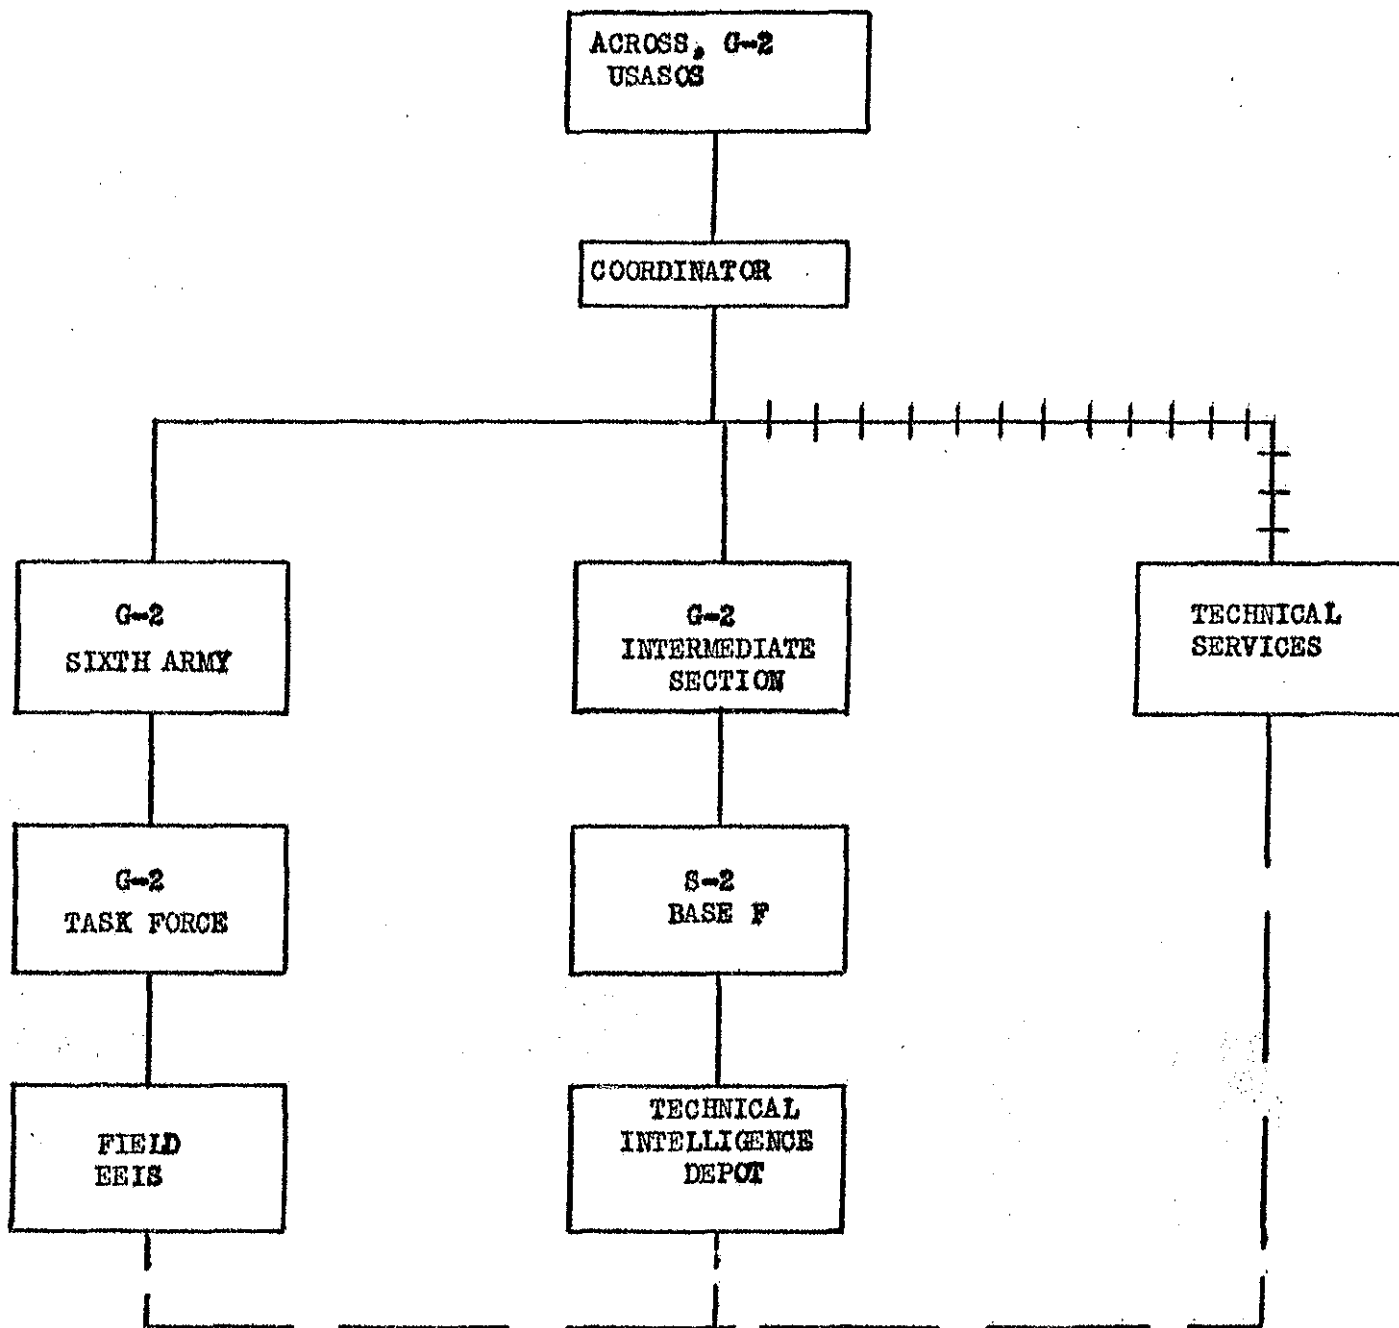 ACROSS, G-2
USASOS
COORDINATOR
G-2
SIXTH ARMY
G-2
INTERMEDIATE
SECTION
TECHNICAL
SERVICES
G-2
TASK FORCE
S-2
BASE F
FIELD
EEIS
TECHNICAL
INTELLIGENCE
DEPOT